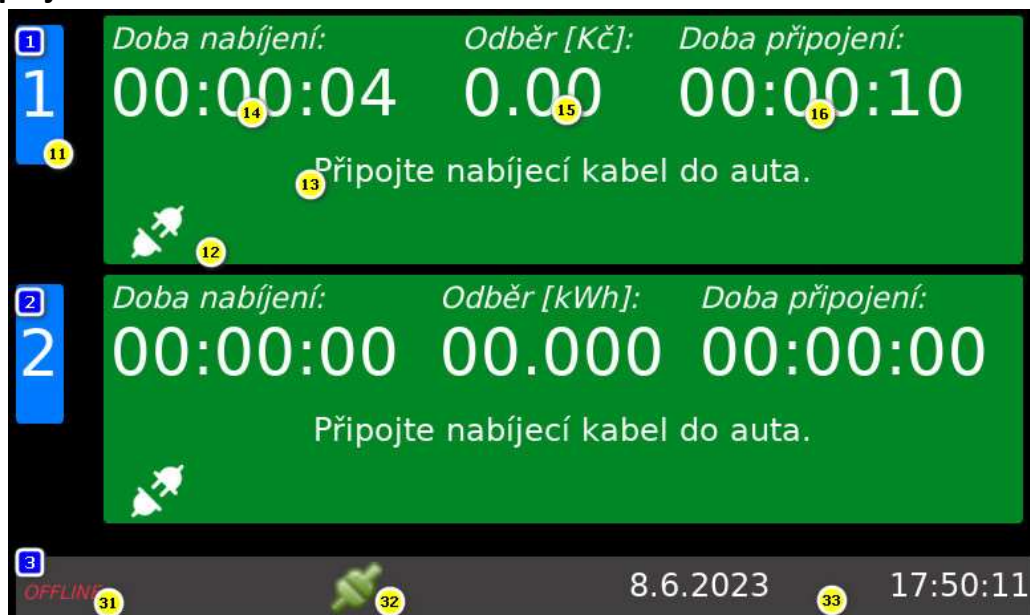 1
Doba nabíjení: Odběr [Kč]: Doba připojení:
1 00:00:04 0.00 00:00:10
11 14 15 16
13 Připojte nabíjecí kabel do auta.
12
2
Doba nabíjení: Odběr [kWh]: Doba připojení:
2 00:00:00 00.000 00:00:00
Připojte nabíjecí kabel do auta.
3
OFFLINE 31 32 8.6.2023 33 17:50:11